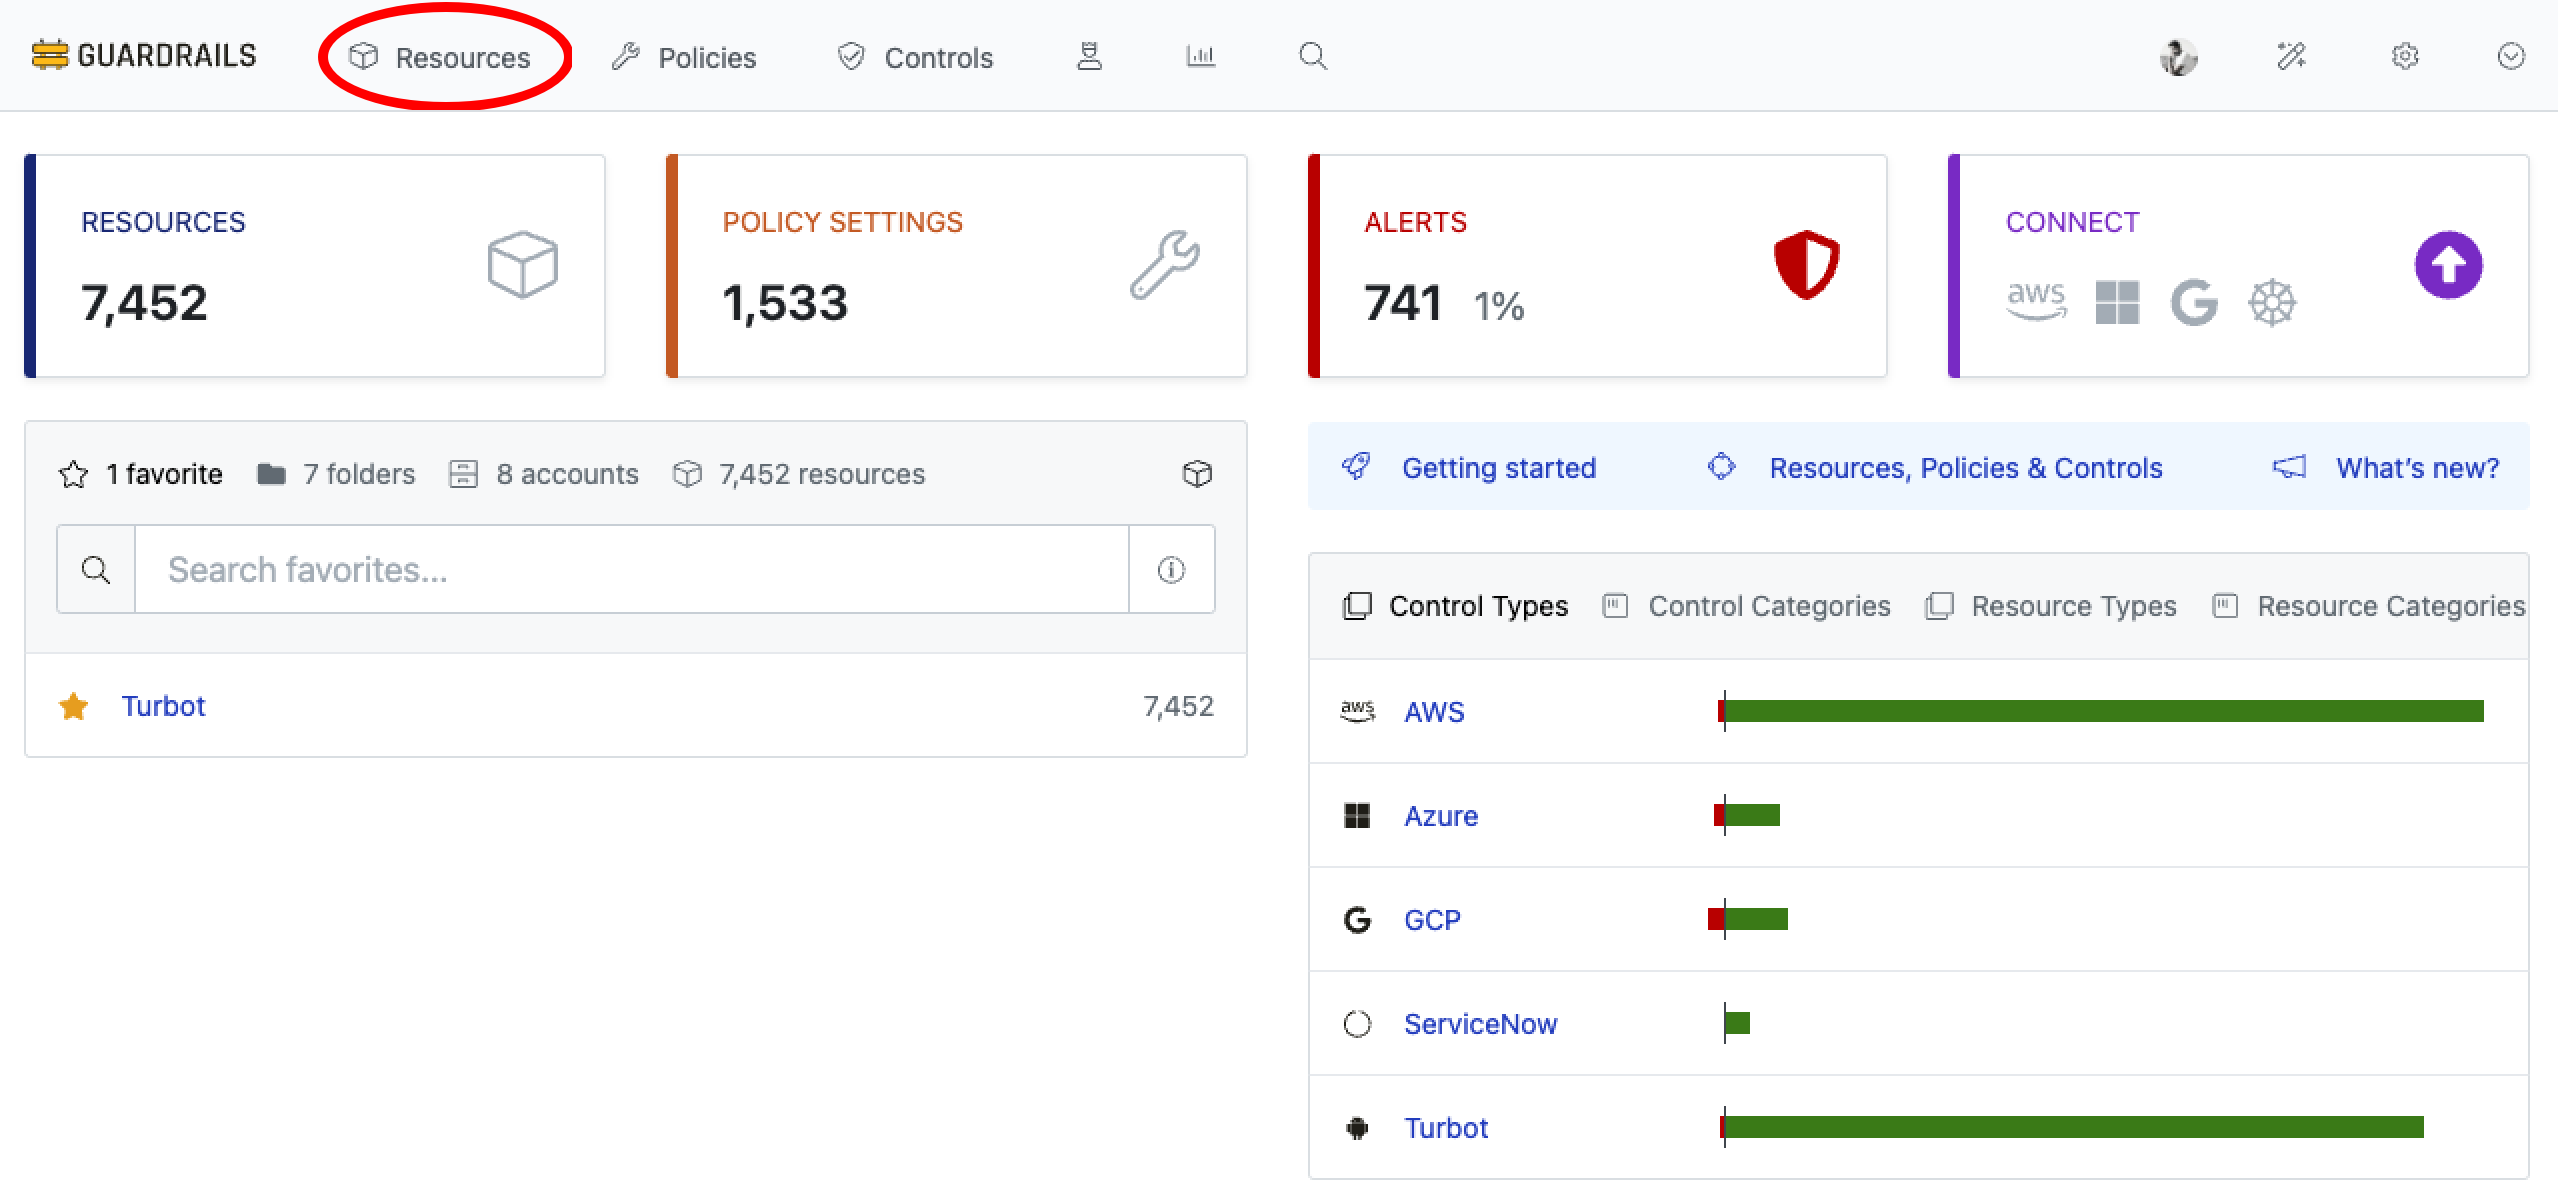 GUARDRAILS Resources Policies Controls
RESOURCES
7,452
POLICY SETTINGS
1,533
ALERTS
741 1%
CONNECT
aws
1 favorite 7 folders 8 accounts 7,452 resources
Search favorites...
Turbot 7,452
Getting started Resources, Policies & Controls What's new?
Control Types Control Categories Resource Types Resource Categories
aws AWS
Azure
G GCP
ServiceNow
Turbot